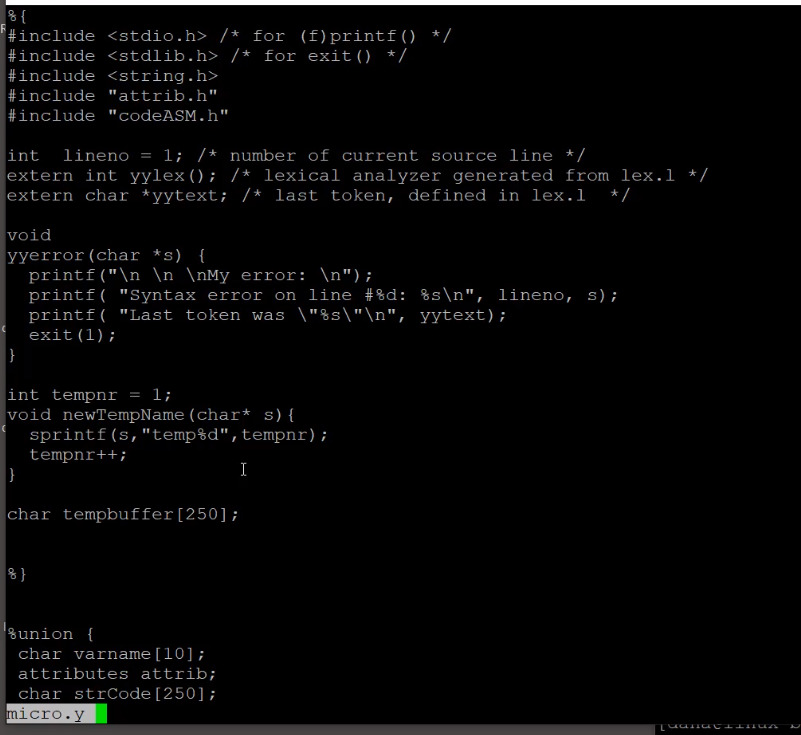 %{
#include <stdio.h> /* for (f)printf() */
#include <stdlib.h> /* for exit() */
#include <string.h>
#include "attrib.h"
#include "codeASM.h"

int  lineno = 1; /* number of current source line */
extern int yylex(); /* lexical analyzer generated from lex.l */
extern char *yytext; /* last token, defined in lex.l  */

void
yyerror(char *s) {
  printf("\n \n \nMy error: \n");
  printf( "Syntax error on line #%d: %s\n", lineno, s);
  printf( "Last token was \"%s\"\n", yytext);
  exit(1);
}

int tempnr = 1;
void newTempName(char* s){
  sprintf(s,"temp%d",tempnr);
  tempnr++;
}

char tempbuffer[250];


%}


%union {
 char varname[10];
 attributes attrib;
 char strCode[250];
micro.y